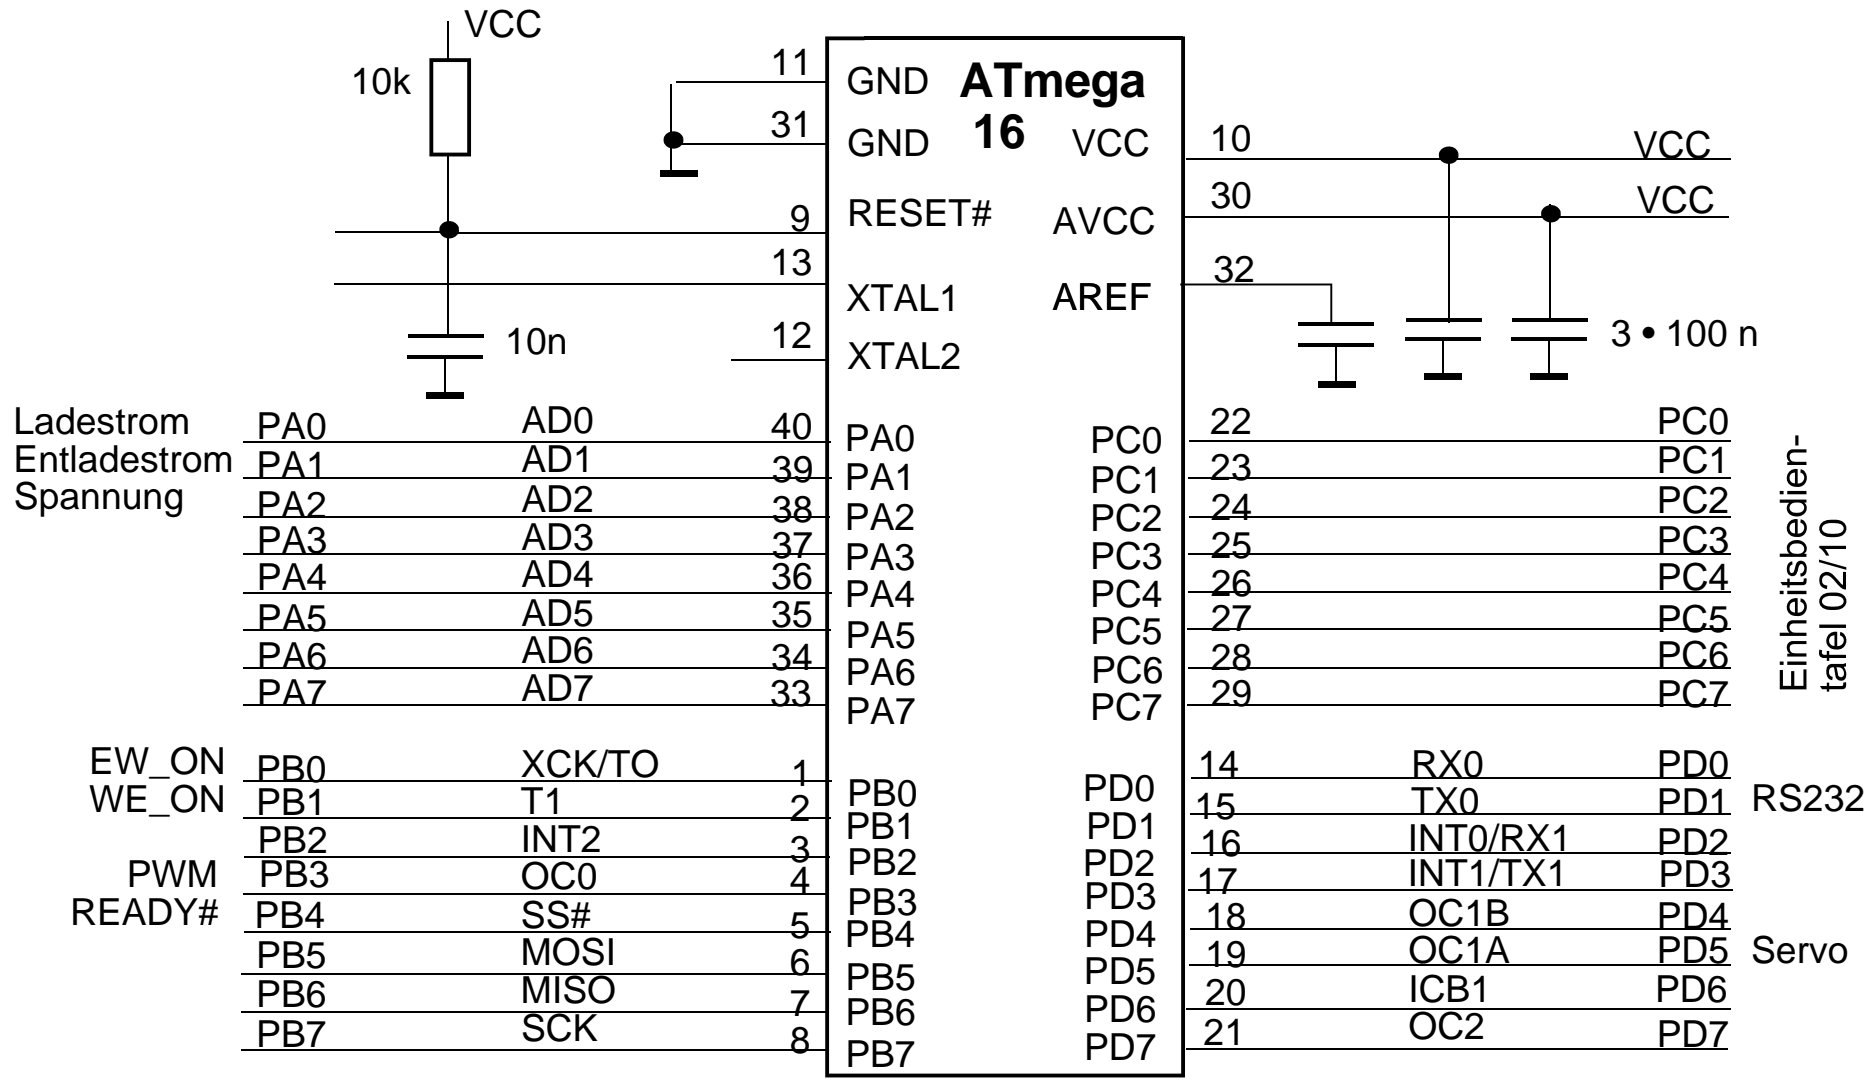 VCC
10k
11
GND
ATmega
16
31
GND
VCC
10
VCC
9
RESET#
AVCC
30
VCC
13
XTAL1
AREF
32
10n
12
XTAL2
3 • 100 n
Ladestrom PA0 AD0 40 PA0 PC0 22 PC0
Entladestrom PA1 AD1 39 PA1 PC1 23 PC1
Spannung PA2 AD2 38 PA2 PC2 24 PC2
PA3 AD3 37 PA3 PC3 25 PC3
PA4 AD4 36 PA4 PC4 26 PC4
PA5 AD5 35 PA5 PC5 27 PC5
PA6 AD6 34 PA6 PC6 28 PC6
PA7 AD7 33 PA7 PC7 29 PC7
Einheitsbedien-
tafel 02/10
EW_ON PB0 XCK/TO 1 PB0 PD0 14 RX0 PD0
WE_ON PB1 T1 2 PB1 PD1 15 TX0 PD1 RS232
PB2 INT2 3 PB2 PD2 16 INT0/RX1 PD2
PWM PB3 OC0 4 PB3 PD3 17 INT1/TX1 PD3
READY# PB4 SS# 5 PB4 PD4 18 OC1B PD4
PB5 MOSI 6 PB5 PD5 19 OC1A PD5 Servo
PB6 MISO 7 PB6 PD6 20 ICB1 PD6
PB7 SCK 8 PB7 PD7 21 OC2 PD7